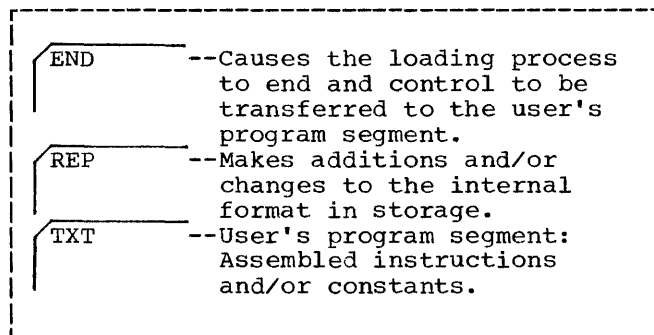 END --Causes the loading process
to end and control to be
transferred to the user's
program segment.
REP --Makes additions and/or
changes to the internal
format in storage.
TXT --User's program segment:
Assembled instructions
and/or constants.